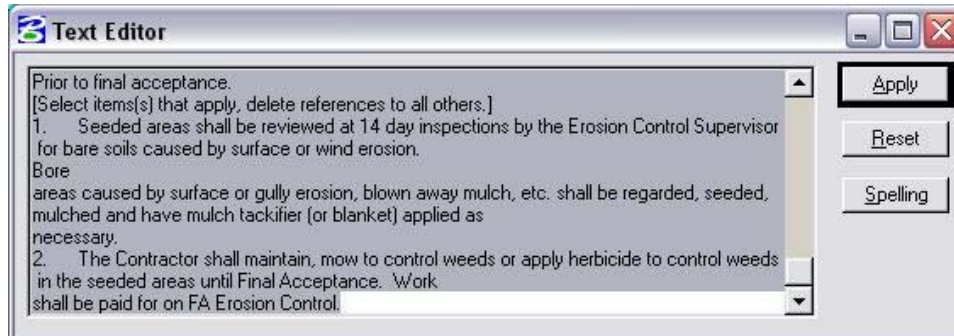 Text Editor
Prior to final acceptance.
[Select items(s) that apply, delete references to all others.]
1. Seeded areas shall be reviewed at 14 day inspections by the Erosion Control Supervisor
for bare soils caused by surface or wind erosion.
Bore
areas caused by surface or gully erosion, blown away mulch, etc. shall be regarded, seeded,
mulched and have mulch tackifier (or blanket) applied as
necessary.
2. The Contractor shall maintain, mow to control weeds or apply herbicide to control weeds
in the seeded areas until Final Acceptance. Work
shall be paid for on FA Erosion Control.
Apply
Reset
Spelling